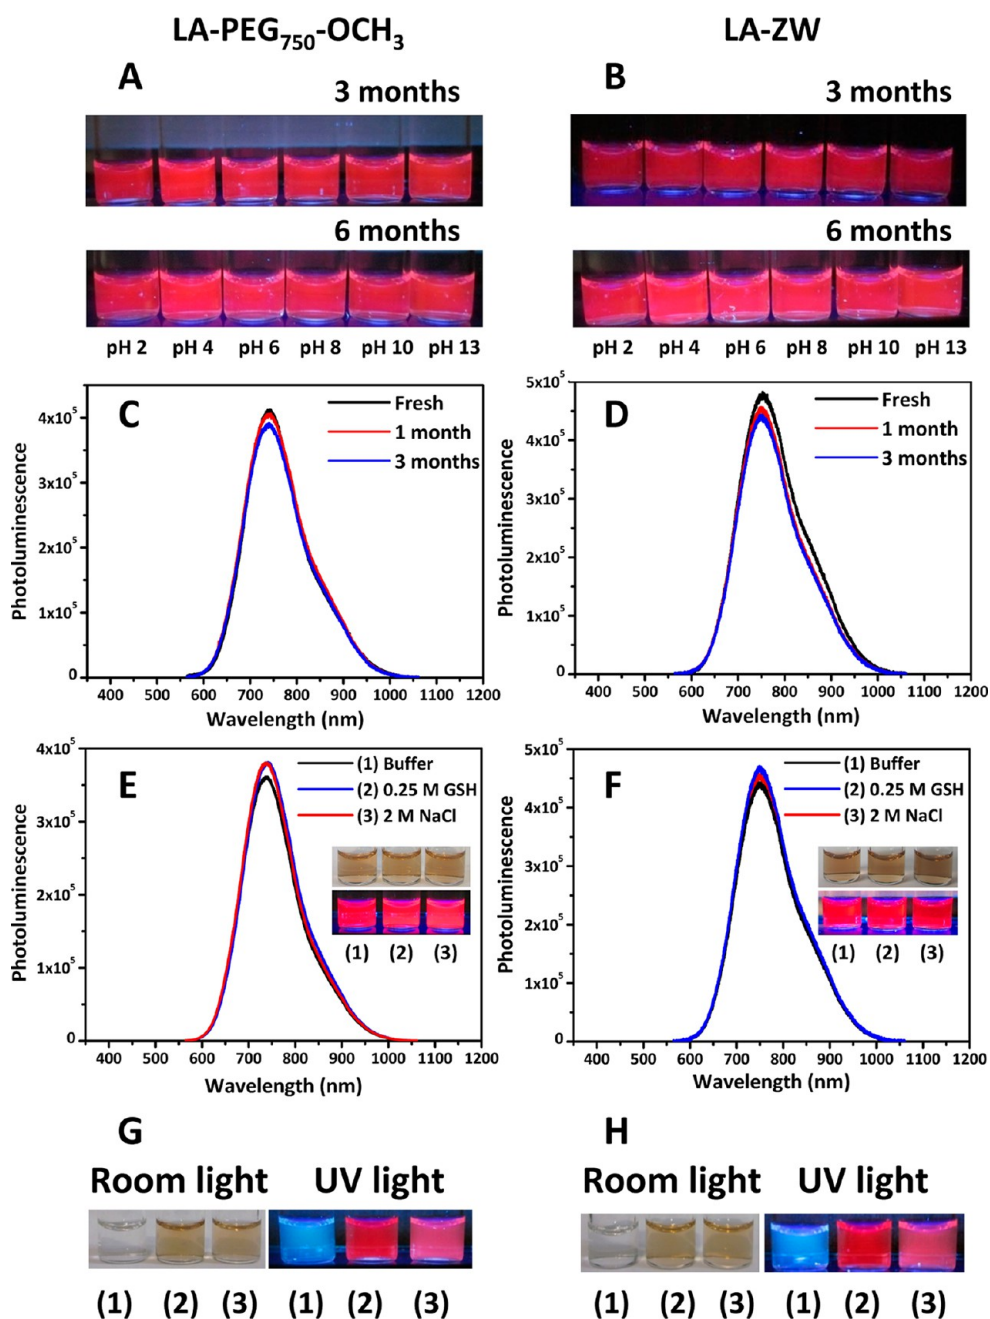 LA-PEG750-OCH3
LA-ZW
A
3 months
B
3 months
6 months
6 months
pH 2 pH 4 pH 6 pH 8 pH 10 pH 13
pH 2 pH 4 pH 6 pH 8 pH 10 pH 13
C
Fresh
1 month
3 months
4x10^5
3x10^5
2x10^5
1x10^5
0
Photoluminescence
400 500 600 700 800 900 1000 1100 1200
Wavelength (nm)
D
Fresh
1 month
3 months
5x10^5
4x10^5
3x10^5
2x10^5
1x10^5
0
Photoluminescence
400 500 600 700 800 900 1000 1100 1200
Wavelength (nm)
E
(1) Buffer
(2) 0.25 M GSH
(3) 2 M NaCl
(1) (2) (3)
4x10^5
3x10^5
2x10^5
1x10^5
0
Photoluminescence
400 500 600 700 800 900 1000 1100 1200
Wavelength (nm)
F
(1) Buffer
(2) 0.25 M GSH
(3) 2 M NaCl
(1) (2) (3)
5x10^5
4x10^5
3x10^5
2x10^5
1x10^5
0
Photoluminescence
400 500 600 700 800 900 1000 1100 1200
Wavelength (nm)
G
Room light UV light
(1) (2) (3) (1) (2) (3)
H
Room light UV light
(1) (2) (3) (1) (2) (3)